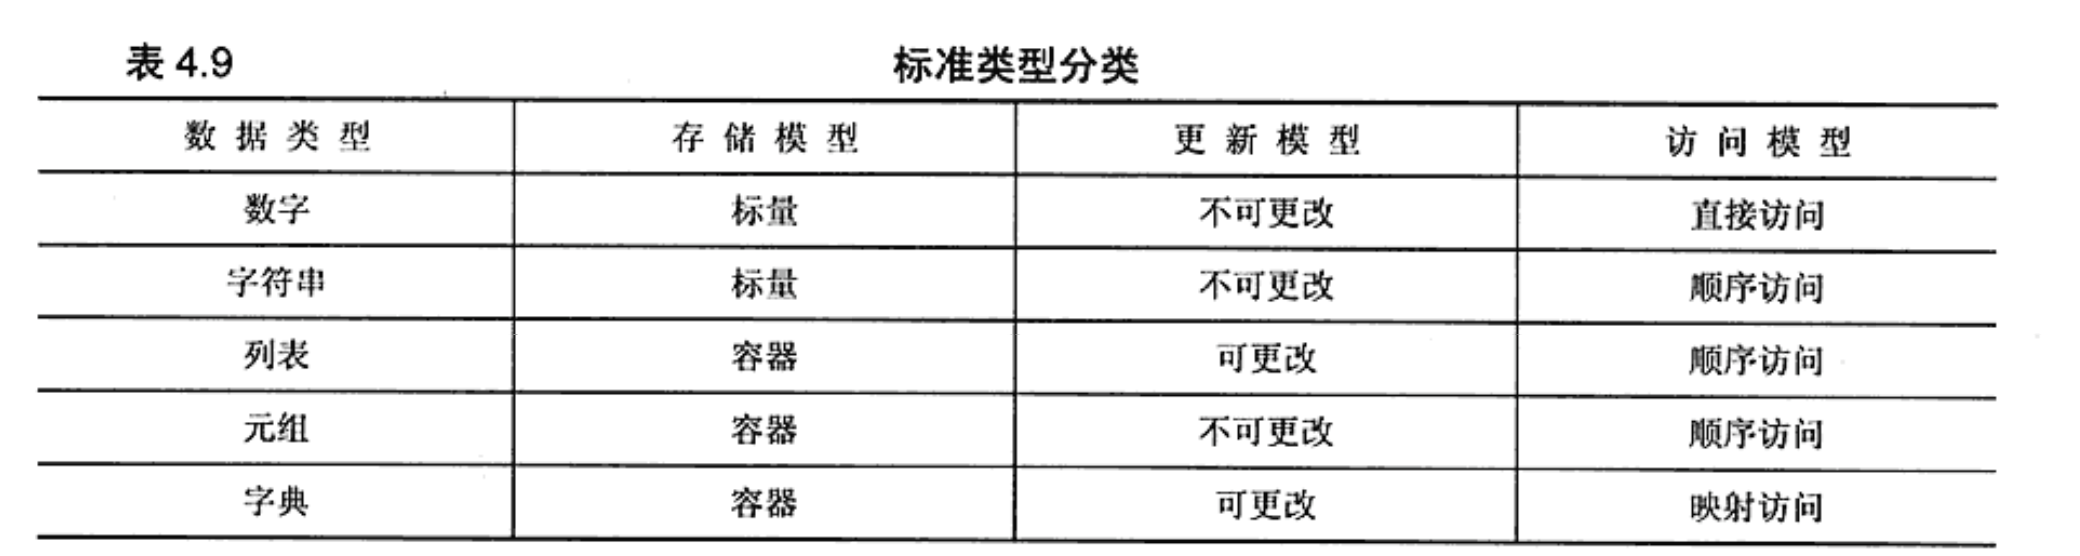 表 4.9 标准类型分类
数据类型 存储模型 更新模型 访问模型
数字 标量 不可更改 直接访问
字符串 标量 不可更改 顺序访问
列表 容器 可更改 顺序访问
元组 容器 不可更改 顺序访问
字典 容器 可更改 映射访问